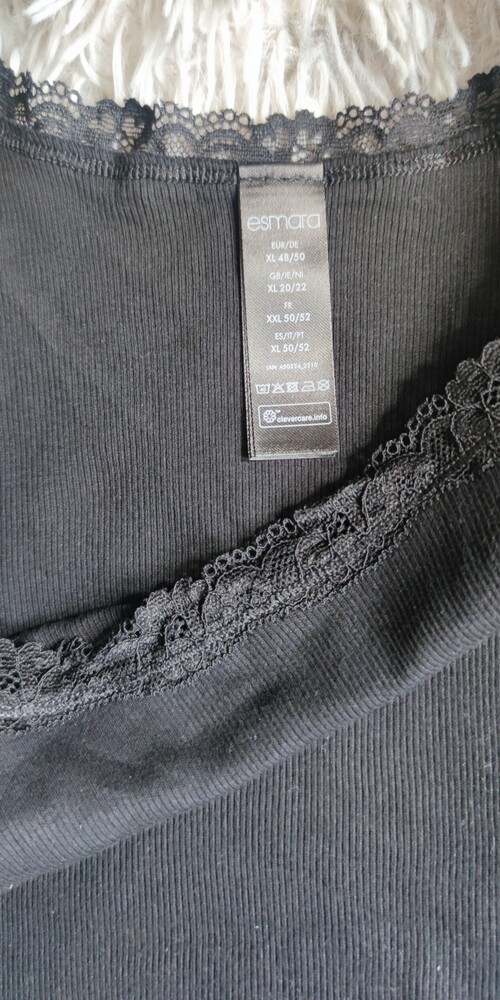 esmara
EUR/DE
XL 48/50
GB/IE/NI
XL 20/22
FR
XXL 50/52
ES/IT/PT
XL 50/52
clevercare.info